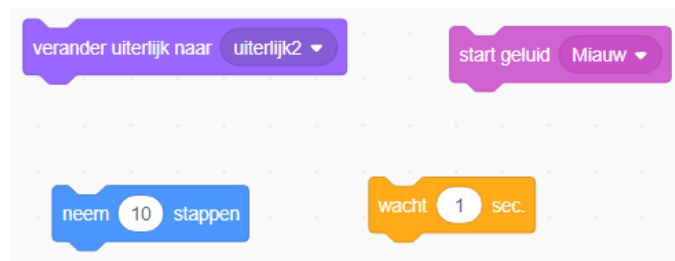 verander uiterlijk naar uiterlijk2
start geluid Miauw
neem 10 stappen
wacht 1 sec.